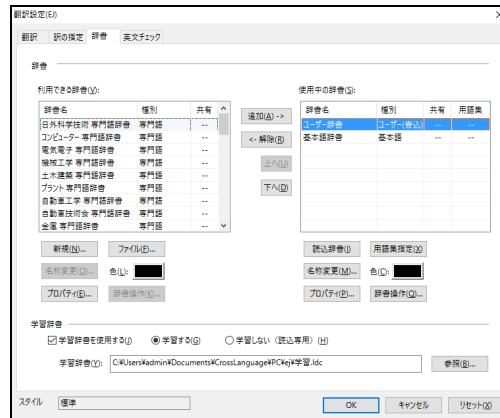 翻訳設定(EJ)
翻訳 訳の指定 辞書 英文チェック
辞書
利用できる辞書(V):
使用中の辞書(S):
辞書名 種別 共有
日外科学技術 専門語辞書 専門語 --
コンピューター 専門語辞書 専門語 --
電気電子 専門語辞書 専門語 --
機械工学 専門語辞書 専門語 --
土木建築 専門語辞書 専門語 --
プラント 専門語辞書 専門語 --
自動車工学 専門語辞書 専門語 --
自動車技術会 専門語辞書 専門語 --
金属 専門語辞書 専門語 --
追加(A) ->
<- 解除(R)
上へ(U)
下へ(D)
辞書名 種別 共有 用語集
ユーザー辞書 ユーザー(書込) -- --
基本語辞書 基本語 -- --
新規(N)... ファイル(F)...
名称変更(O)... 色(L):
プロパティ(E)... 辞書操作(K)...
読込辞書(I) 用語集指定(X)
名称変更(M)... 色(C):
プロパティ(P)... 辞書操作(Q)...
学習辞書
学習辞書を使用する(J) 学習する(G) 学習しない（読込専用）(H)
学習辞書(Y): C:¥Users¥admin¥Documents¥CrossLanguage¥PC¥ej¥学習.ldc 参照(B)...
スタイル 標準 OK キャンセル リセット(X)